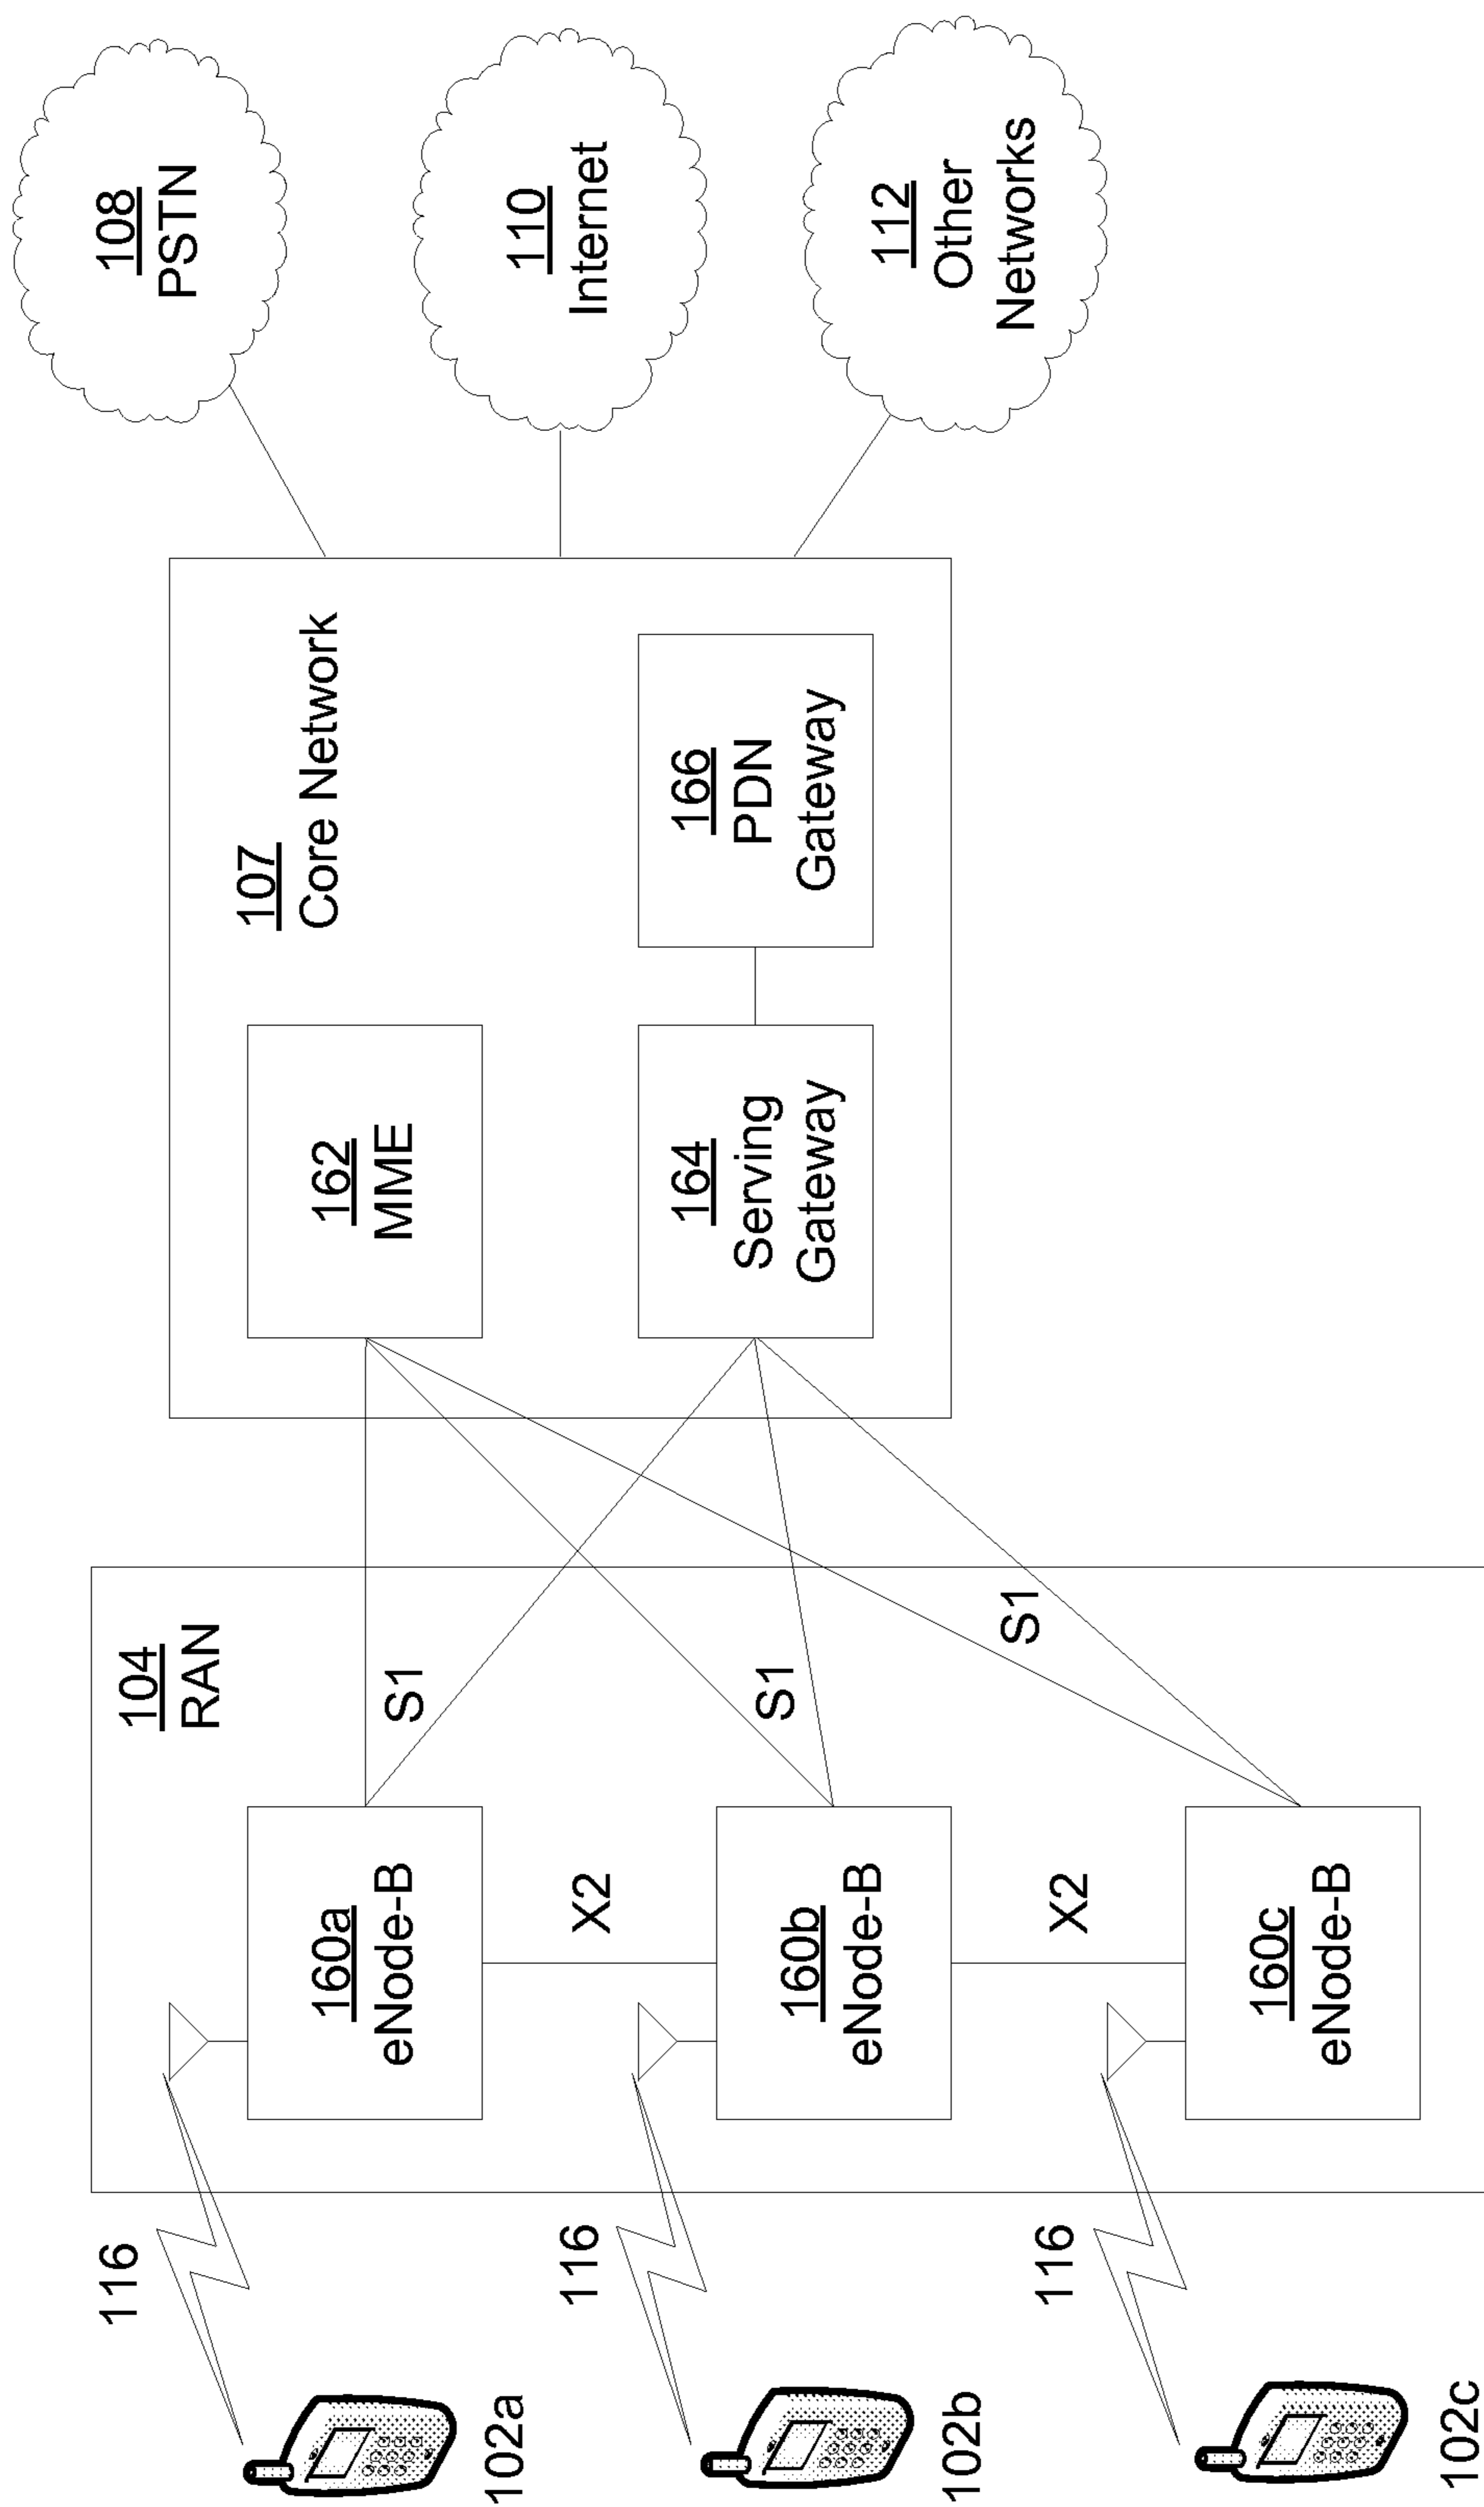 116
102a
116
102b
116
102c
104
RAN
160a
eNode-B
X2
160b
eNode-B
X2
160c
eNode-B
S1
S1
S1
107
Core Network
162
MME
164
Serving
Gateway
166
PDN
Gateway
108
PSTN
110
Internet
112
Other
Networks